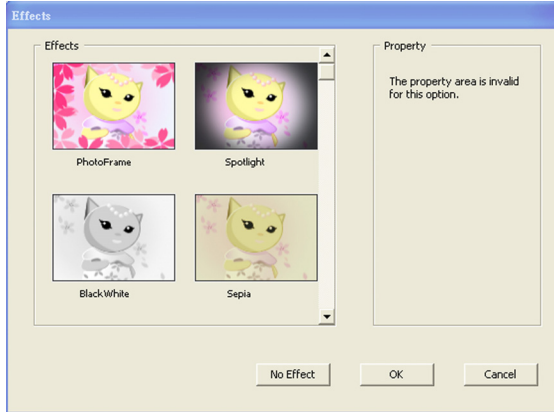 Effects
Effects
Property
The property area is invalid
for this option.
PhotoFrame
Spotlight
BlackWhite
Sepia
No Effect
OK
Cancel